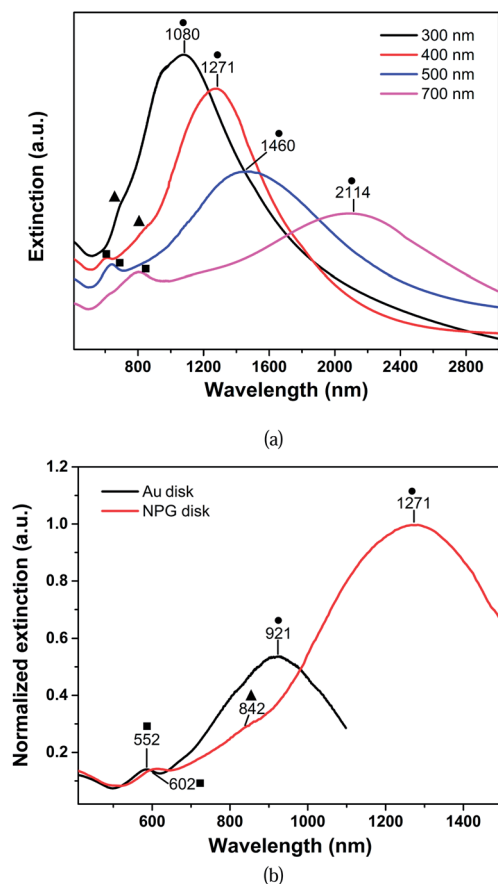 1080
1271
1460
2114
300 nm
400 nm
500 nm
700 nm
Extinction (a.u.)
800 1200 1600 2000 2400 2800
Wavelength (nm)
(a)
1.2
1.0
0.8
0.6
0.4
0.2
Normalized extinction (a.u.)
Au disk
NPG disk
1271
921
842
552
602
600 800 1000 1200 1400
Wavelength (nm)
(b)